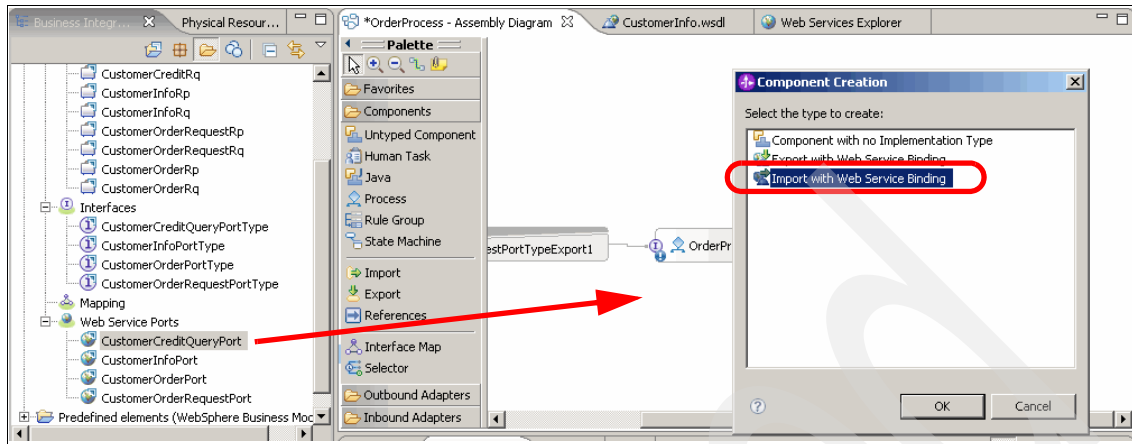 Business Integr...
Physical Resour...
*OrderProcess - Assembly Diagram
CustomerInfo.wsdl
Web Services Explorer
CustomerCreditRq
CustomerInfoRp
CustomerInfoRq
CustomerOrderRequestRp
CustomerOrderRequestRq
CustomerOrderRp
CustomerOrderRq
Interfaces
CustomerCreditQueryPortType
CustomerInfoPortType
CustomerOrderPortType
CustomerOrderRequestPortType
Mapping
Web Service Ports
CustomerCreditQueryPort
CustomerInfoPort
CustomerOrderPort
CustomerOrderRequestPort
Predefined elements (WebSphere Business Moc
Palette
Favorites
Components
Untyped Component
Human Task
Java
Process
Rule Group
State Machine
Import
Export
References
Interface Map
Selector
Outbound Adapters
Inbound Adapters
estPortTypeExport1
OrderPr
Component Creation
Select the type to create:
Component with no Implementation Type
Export with Web Service Binding
Import with Web Service Binding
OK
Cancel